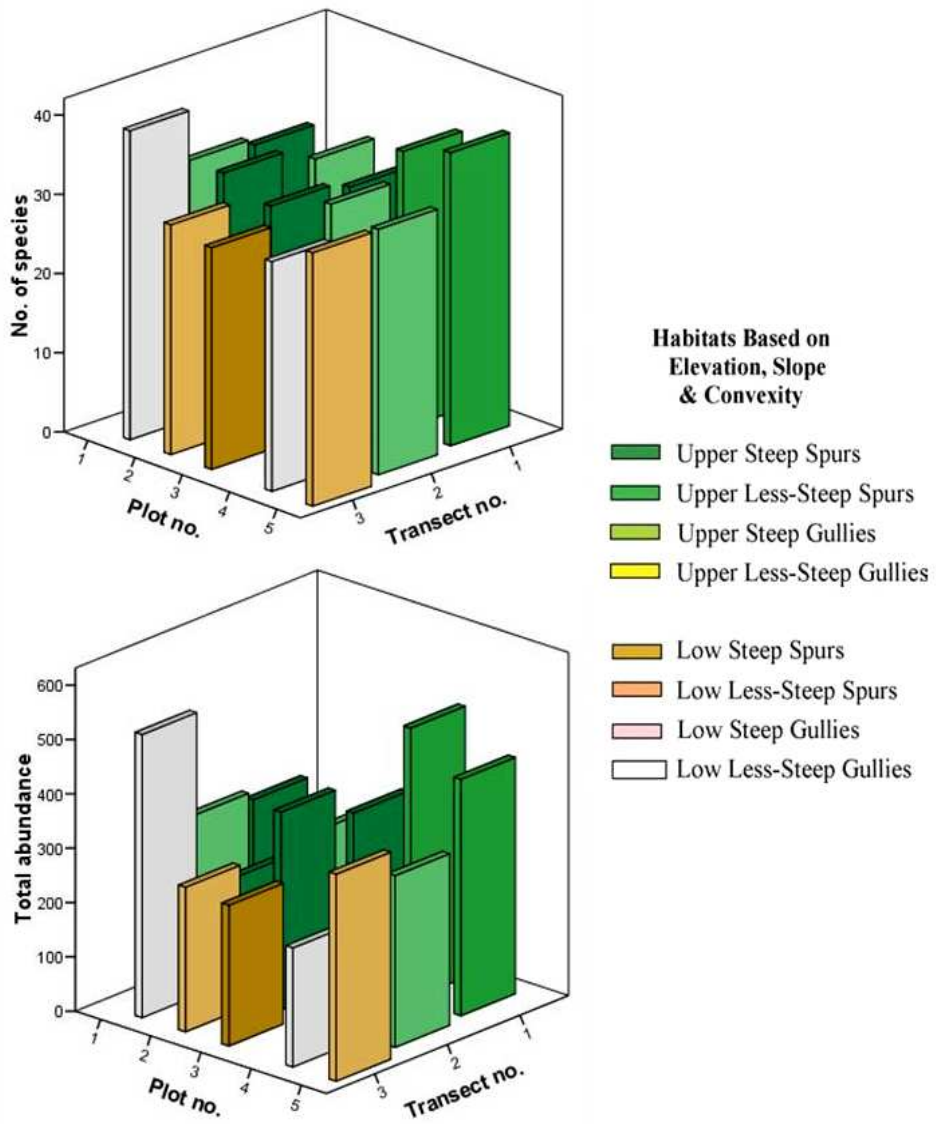 40
30
20
10
0
No. of species
1
2
3
4
5
Plot no.
3
2
1
Transect no.
Habitats Based on
Elevation, Slope
& Convexity
Upper Steep Spurs
Upper Less-Steep Spurs
Upper Steep Gullies
Upper Less-Steep Gullies
Low Steep Spurs
Low Less-Steep Spurs
Low Steep Gullies
Low Less-Steep Gullies
600
500
400
300
200
100
0
Total abundance
1
2
3
4
5
Plot no.
3
2
1
Transect no.